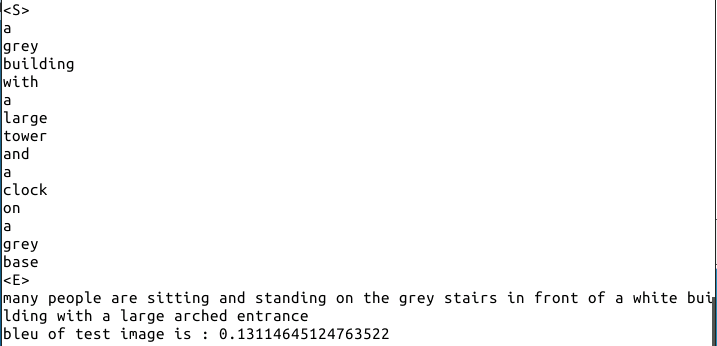 <S>
a
grey
building
with
a
large
tower
and
a
clock
on
a
grey
base
<E>
many people are sitting and standing on the grey stairs in front of a white bui
lding with a large arched entrance
bleu of test image is : 0.13114645124763522